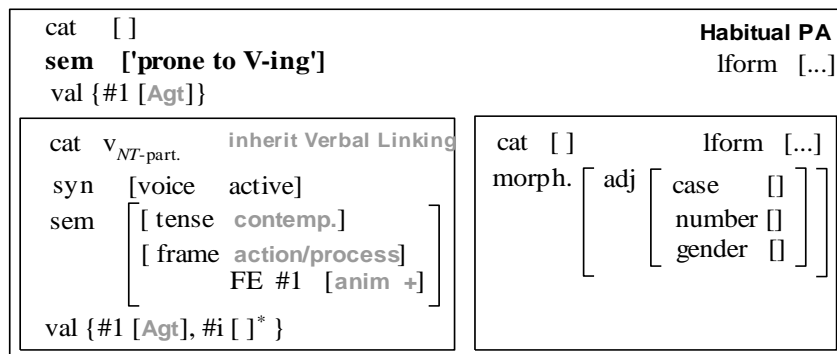 cat [ ] Habitual PA
sem ['prone to V-ing'] lform [...]
val {#1 [Agt]}
cat v NT-part. inherit Verbal Linking
syn [voice active]
sem [ tense contemp.]
[ frame action/process]
FE #1 [anim +]
val {#1 [Agt], #i [ ]* }
cat [ ] lform [...]
morph. adj case []
number []
gender []